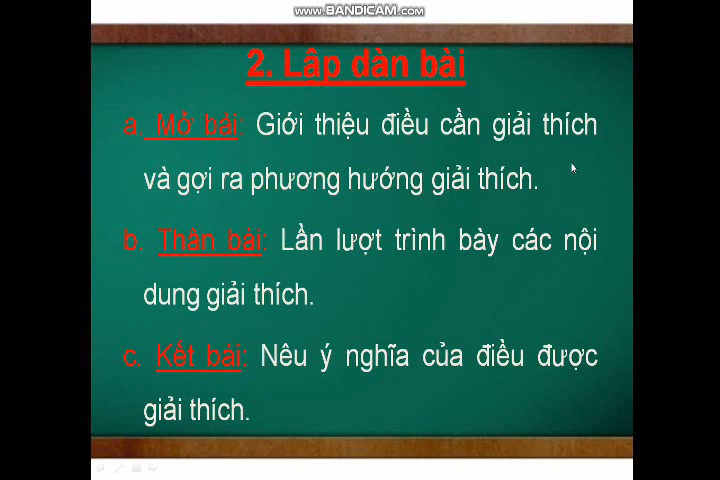 www.BANDICAM.com
2. Lập dàn bài
a. Mở bài: Giới thiệu điều cần giải thích
và gợi ra phương hướng giải thích.
b. Thân bài: Lần lượt trình bày các nội
dung giải thích.
c. Kết bài: Nêu ý nghĩa của điều được
giải thích.